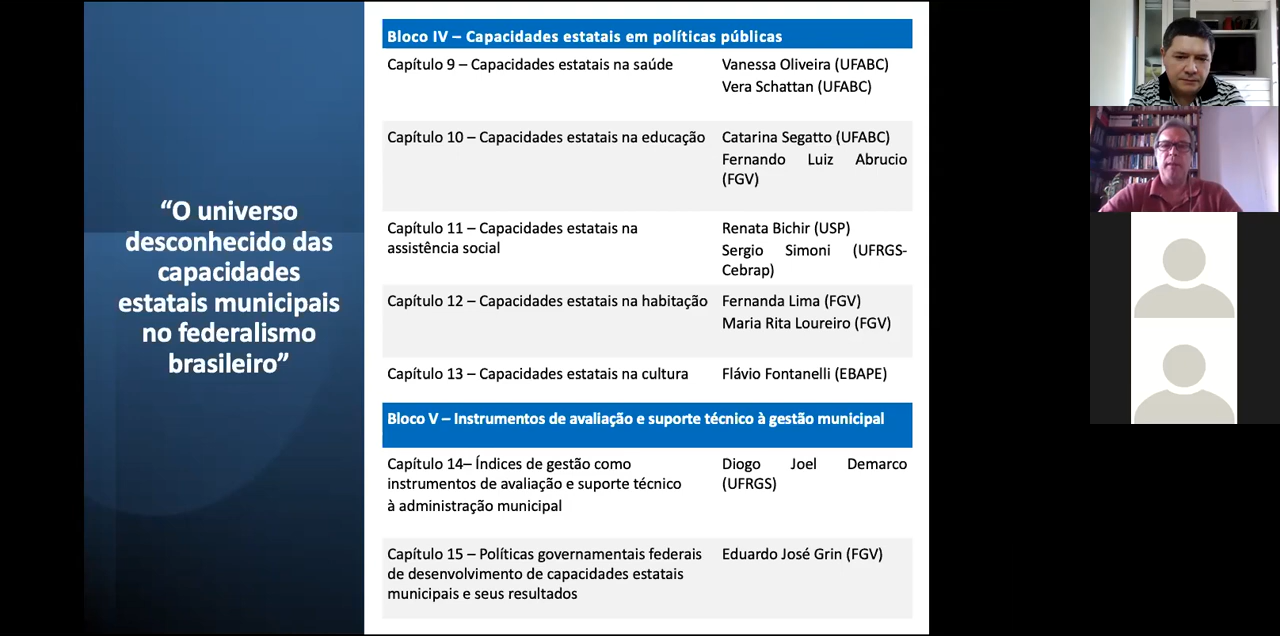 “O universo
desconhecido das
capacidades
estatais municipais
no federalismo
brasileiro”
Bloco IV – Capacidades estatais em políticas públicas
Capítulo 9 – Capacidades estatais na saúde
Vanessa Oliveira (UFABC)
Vera Schattan (UFABC)
Capítulo 10 – Capacidades estatais na educação
Catarina Segatto (UFABC)
Fernando Luiz Abrucio
(FGV)
Capítulo 11 – Capacidades estatais na
assistência social
Renata Bichir (USP)
Sergio Simoni (UFRGS-
Cebrap)
Capítulo 12 – Capacidades estatais na habitação
Fernanda Lima (FGV)
Maria Rita Loureiro (FGV)
Capítulo 13 – Capacidades estatais na cultura
Flávio Fontanelli (EBAPE)
Bloco V – Instrumentos de avaliação e suporte técnico à gestão municipal
Capítulo 14– Índices de gestão como
instrumentos de avaliação e suporte técnico
à administração municipal
Diogo Joel Demarco
(UFRGS)
Capítulo 15 – Políticas governamentais federais
de desenvolvimento de capacidades estatais
municipais e seus resultados
Eduardo José Grin (FGV)